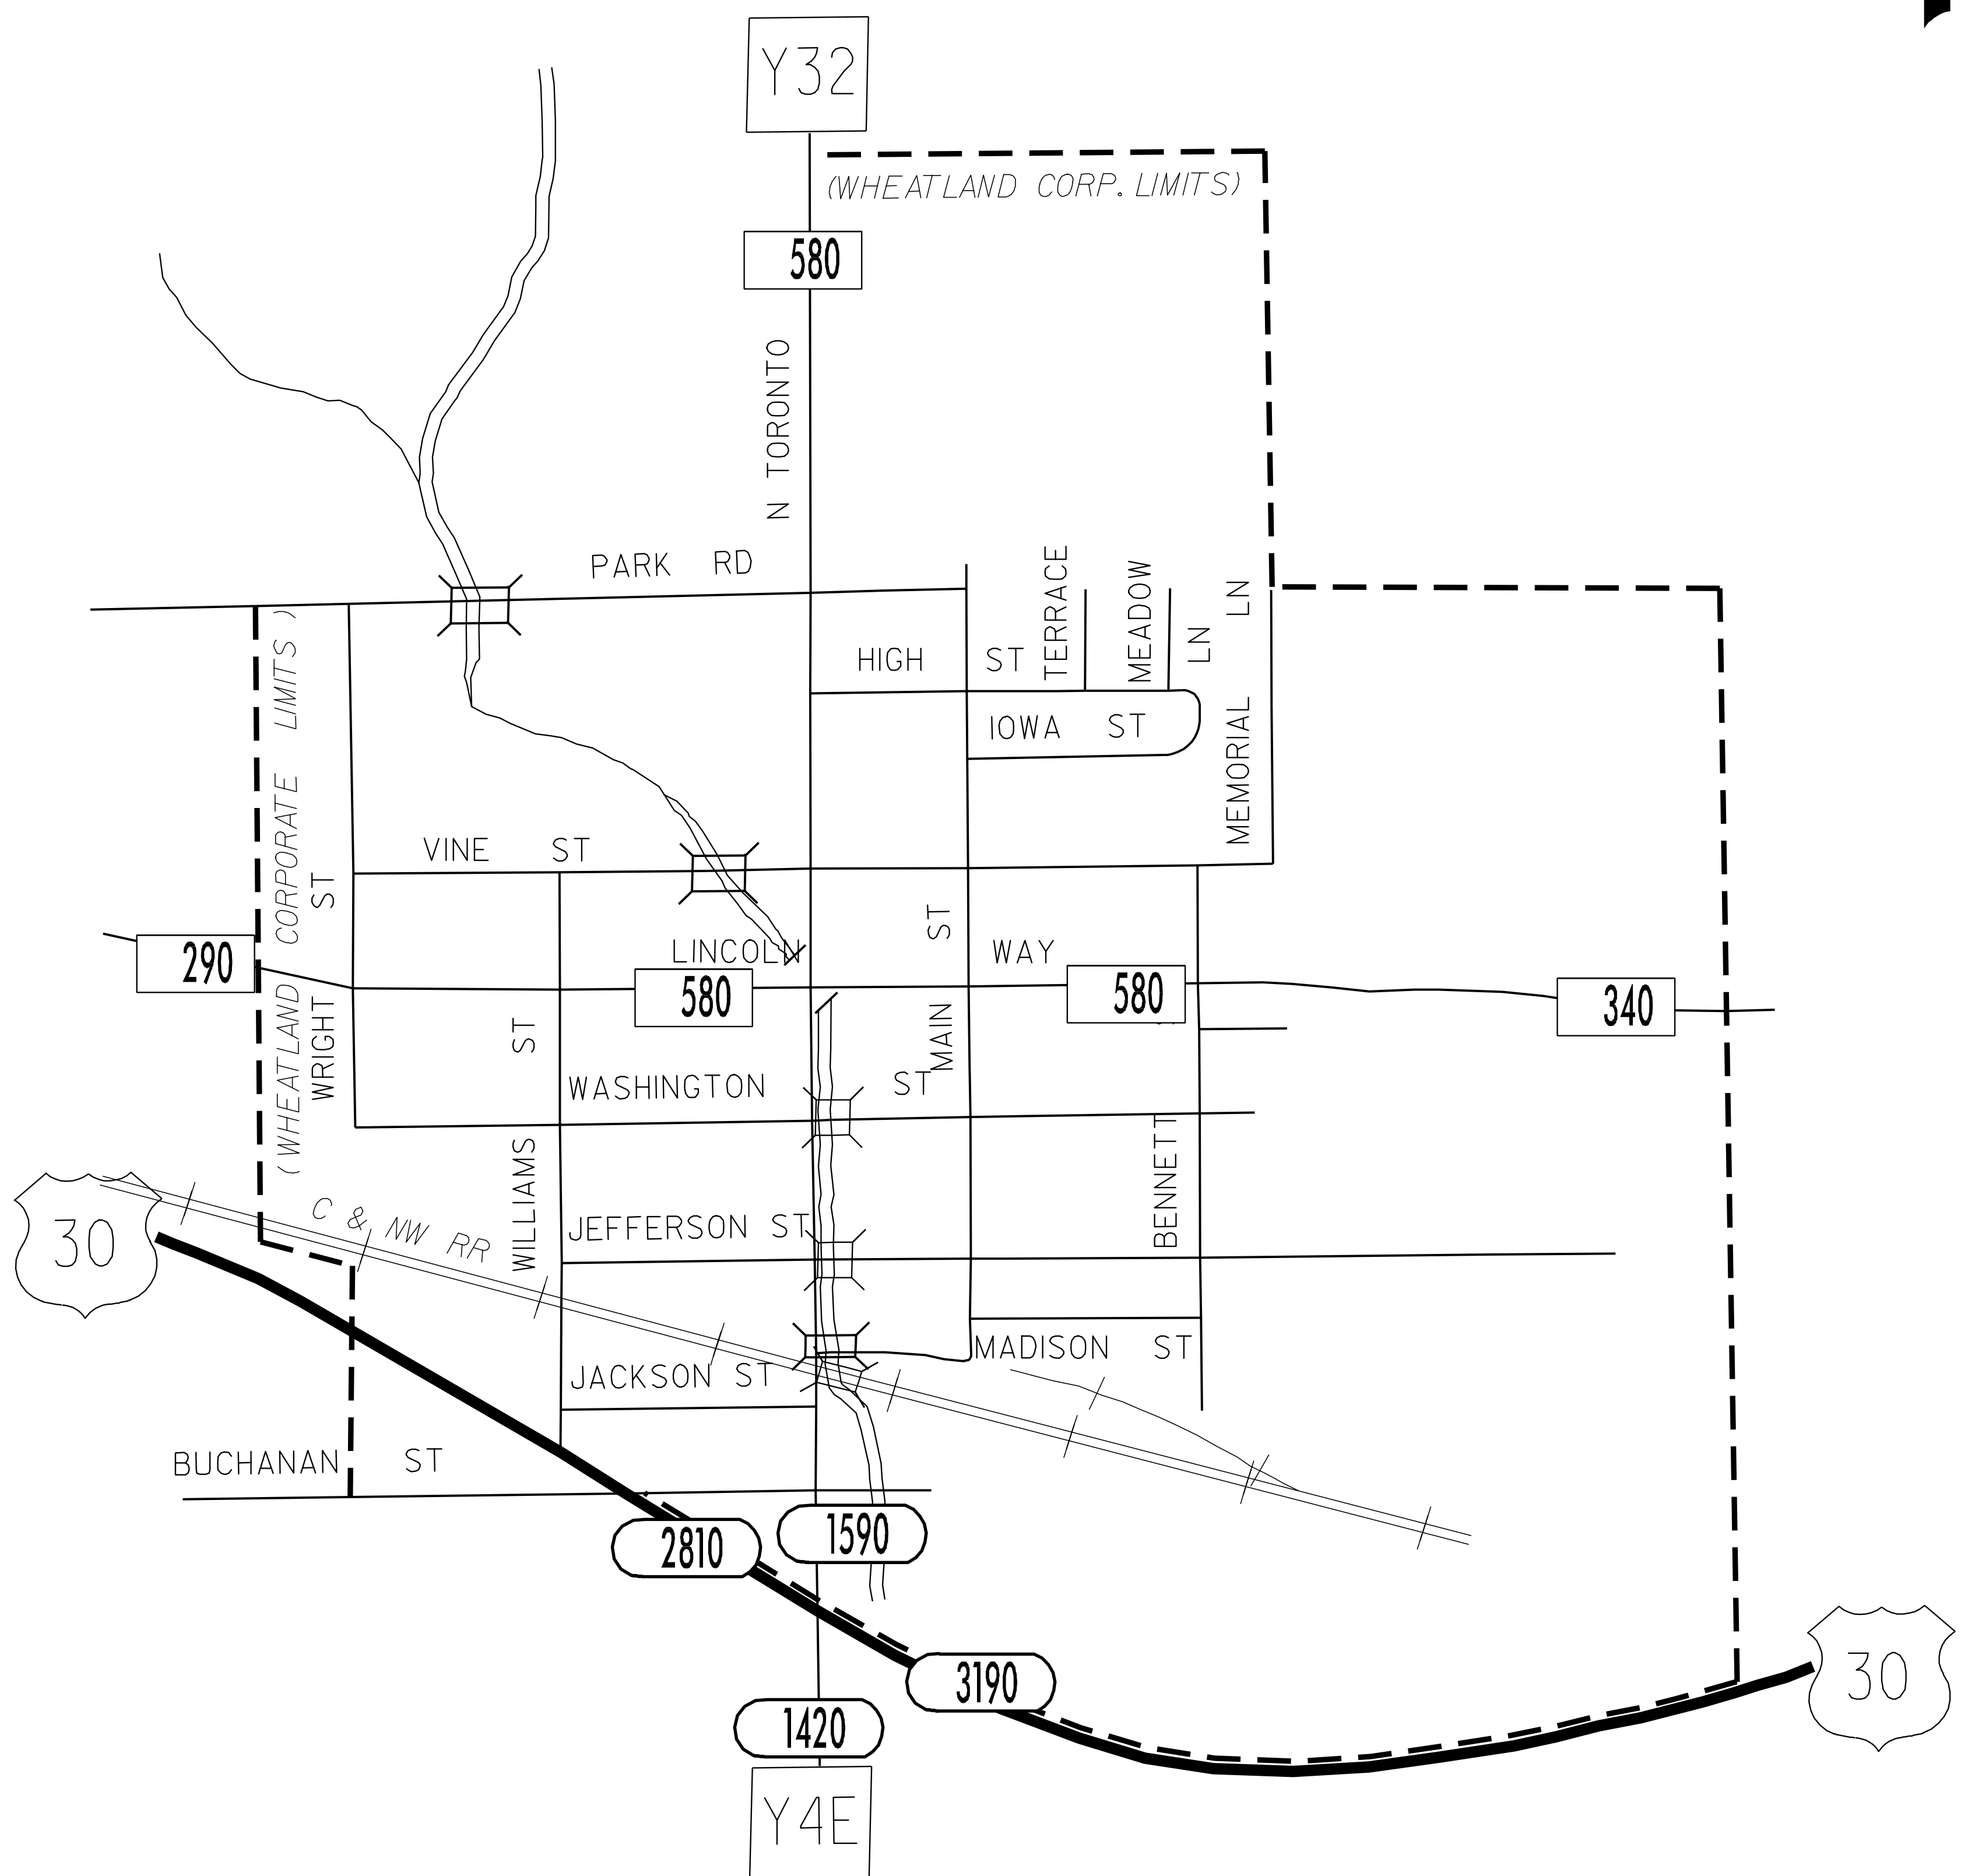 Y32
(WHEATLAND CORP. LIMITS)
580
N TORONTO
PARK RD
TERRACE
MEADOW LN
MEMORIAL LN
HIGH ST
IOWA ST
(WHEATLAND CORPORATE LIMITS)
VINE ST
WRIGHT ST
LINCOLN WAY
290
580
580
340
MAIN ST
WILLIAMS ST
WASHINGTON ST
BENNETT
30
C & NW RR
JEFFERSON ST
MADISON ST
JACKSON ST
BUCHANAN ST
2810
1590
3190
30
1420
Y4E